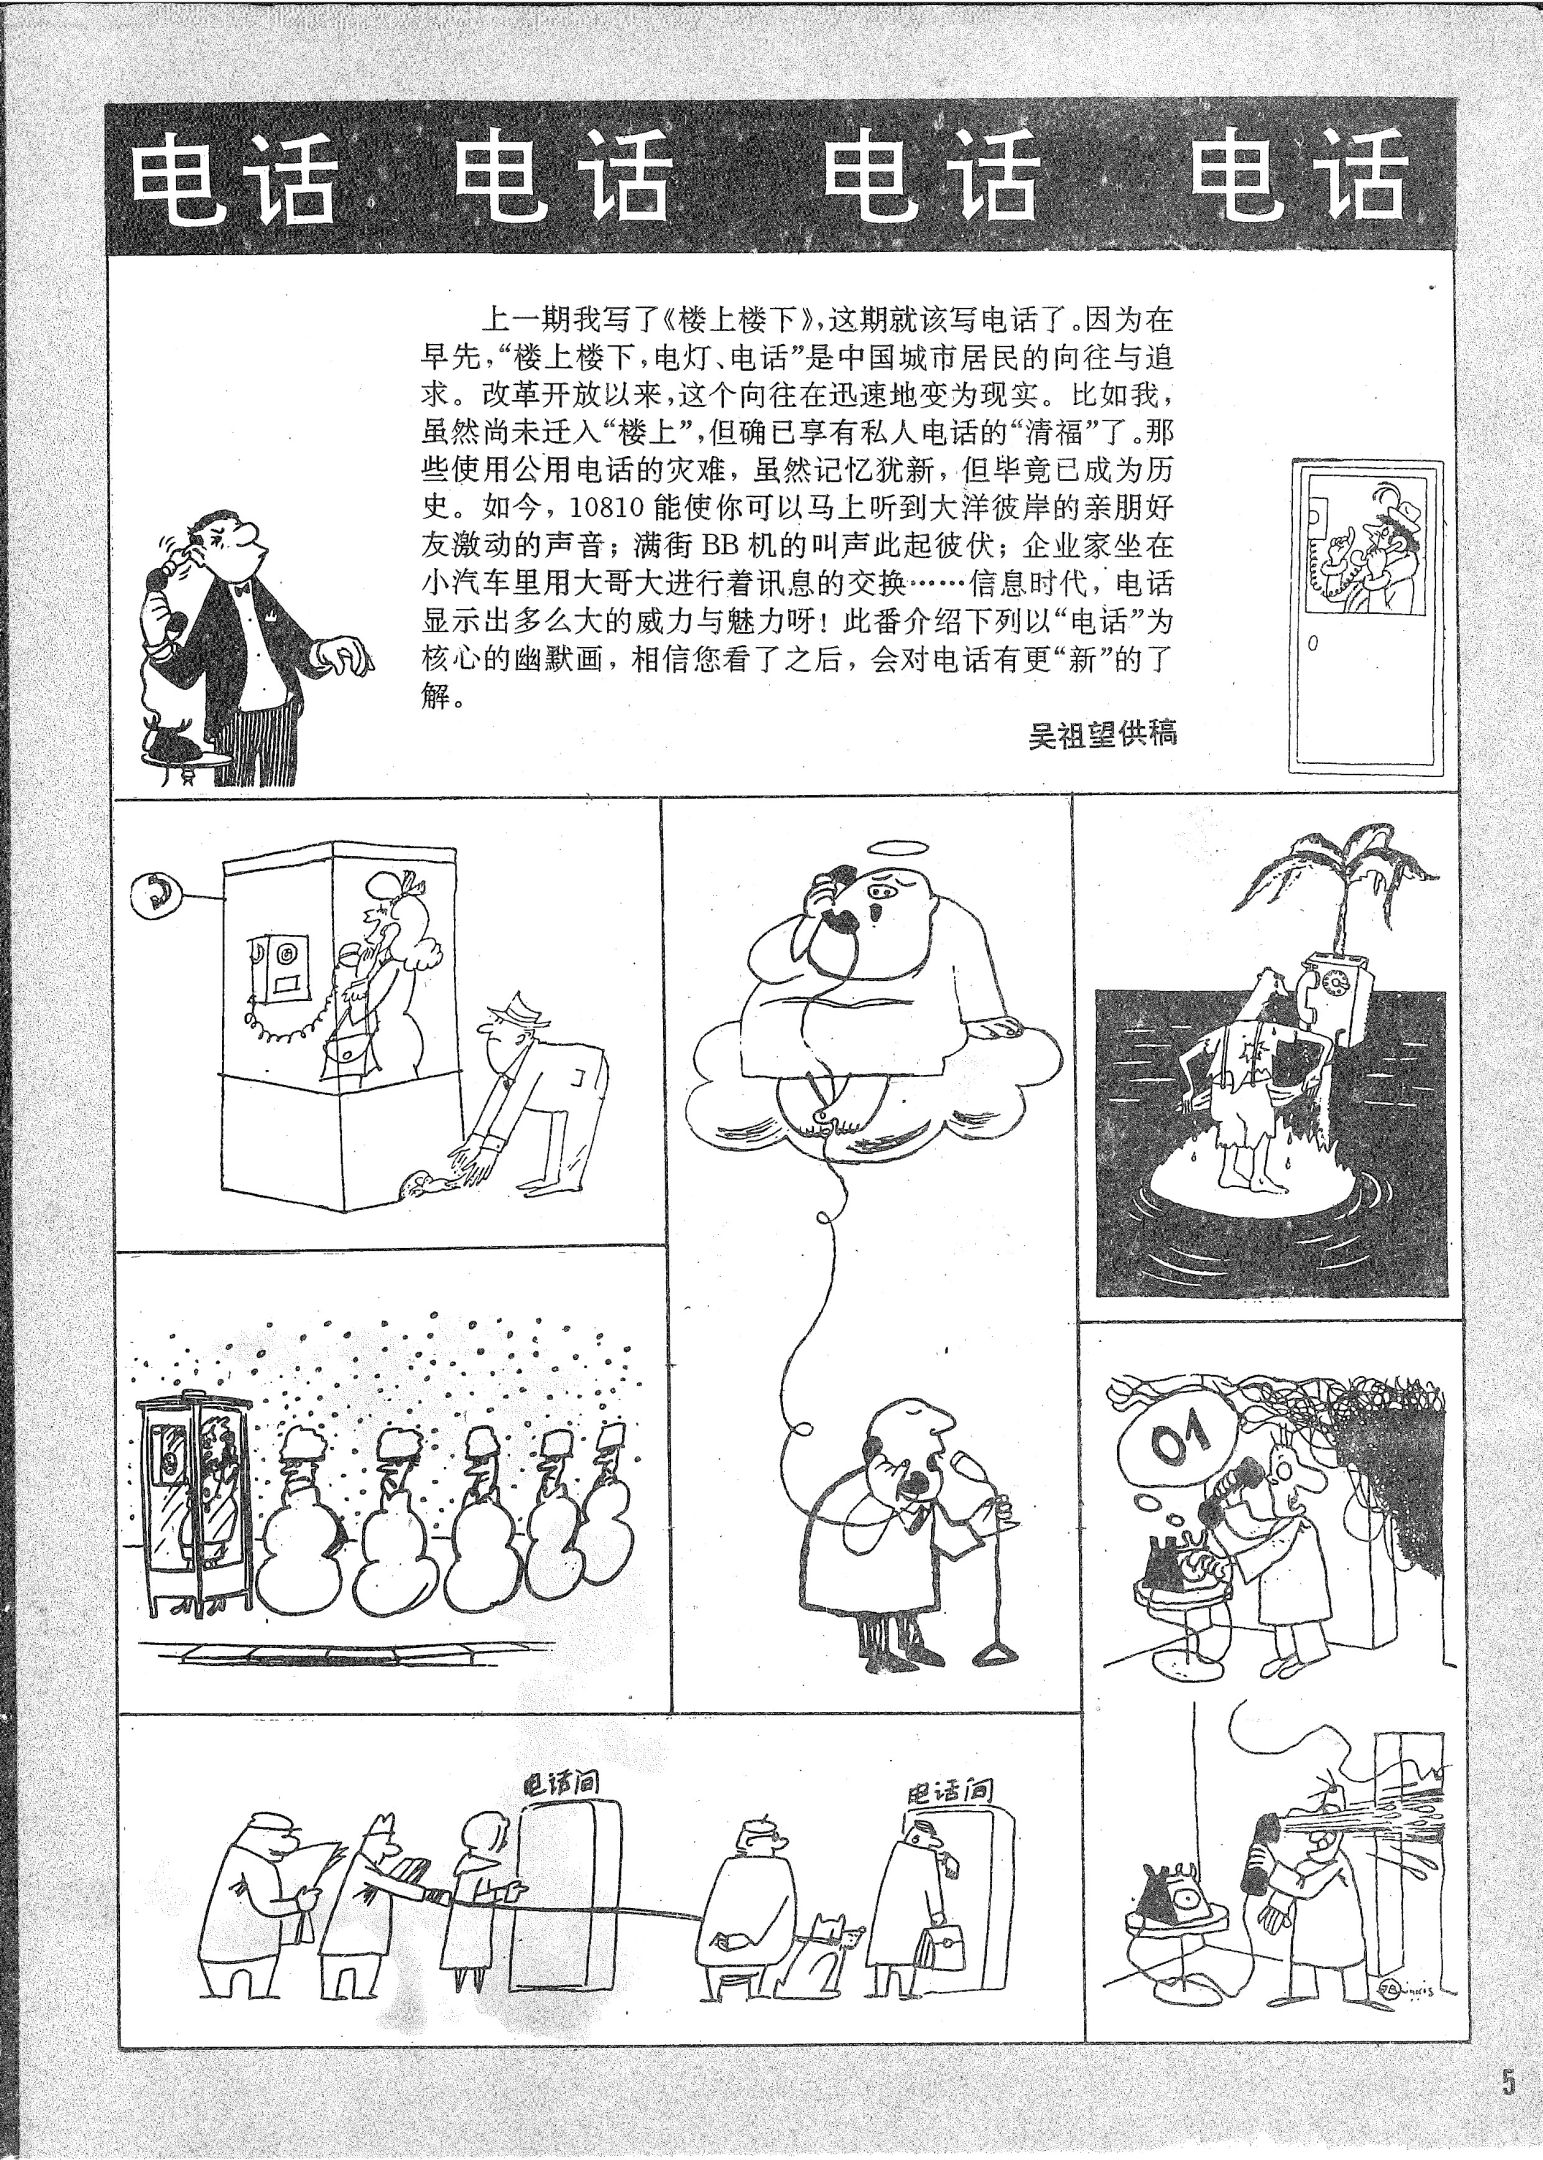 电话 电话 电话 电话
上一期我写了《楼上楼下》，这期就该写电话了。因为在
早先，“楼上楼下，电灯、电话”是中国城市居民的向往与追
求。改革开放以来，这个向往在迅速地变为现实。比如我，
虽然尚未迁入“楼上”，但确已享有私人电话的“清福”了。那
些使用公用电话的灾难，虽然记忆犹新，但毕竟已成为历
史。如今，10810能使你可以马上听到大洋彼岸的亲朋好
友激动的声音；满街BB机的叫声此起彼伏；企业家坐在
小汽车里用大哥大进行着讯息的交换……信息时代，电话
显示出多么大的威力与魅力呀！此番介绍下列以“电话”为
核心的幽默画，相信您看了之后，会对电话有更“新”的了
解。
吴祖望供稿
01
电话间
电话间
5